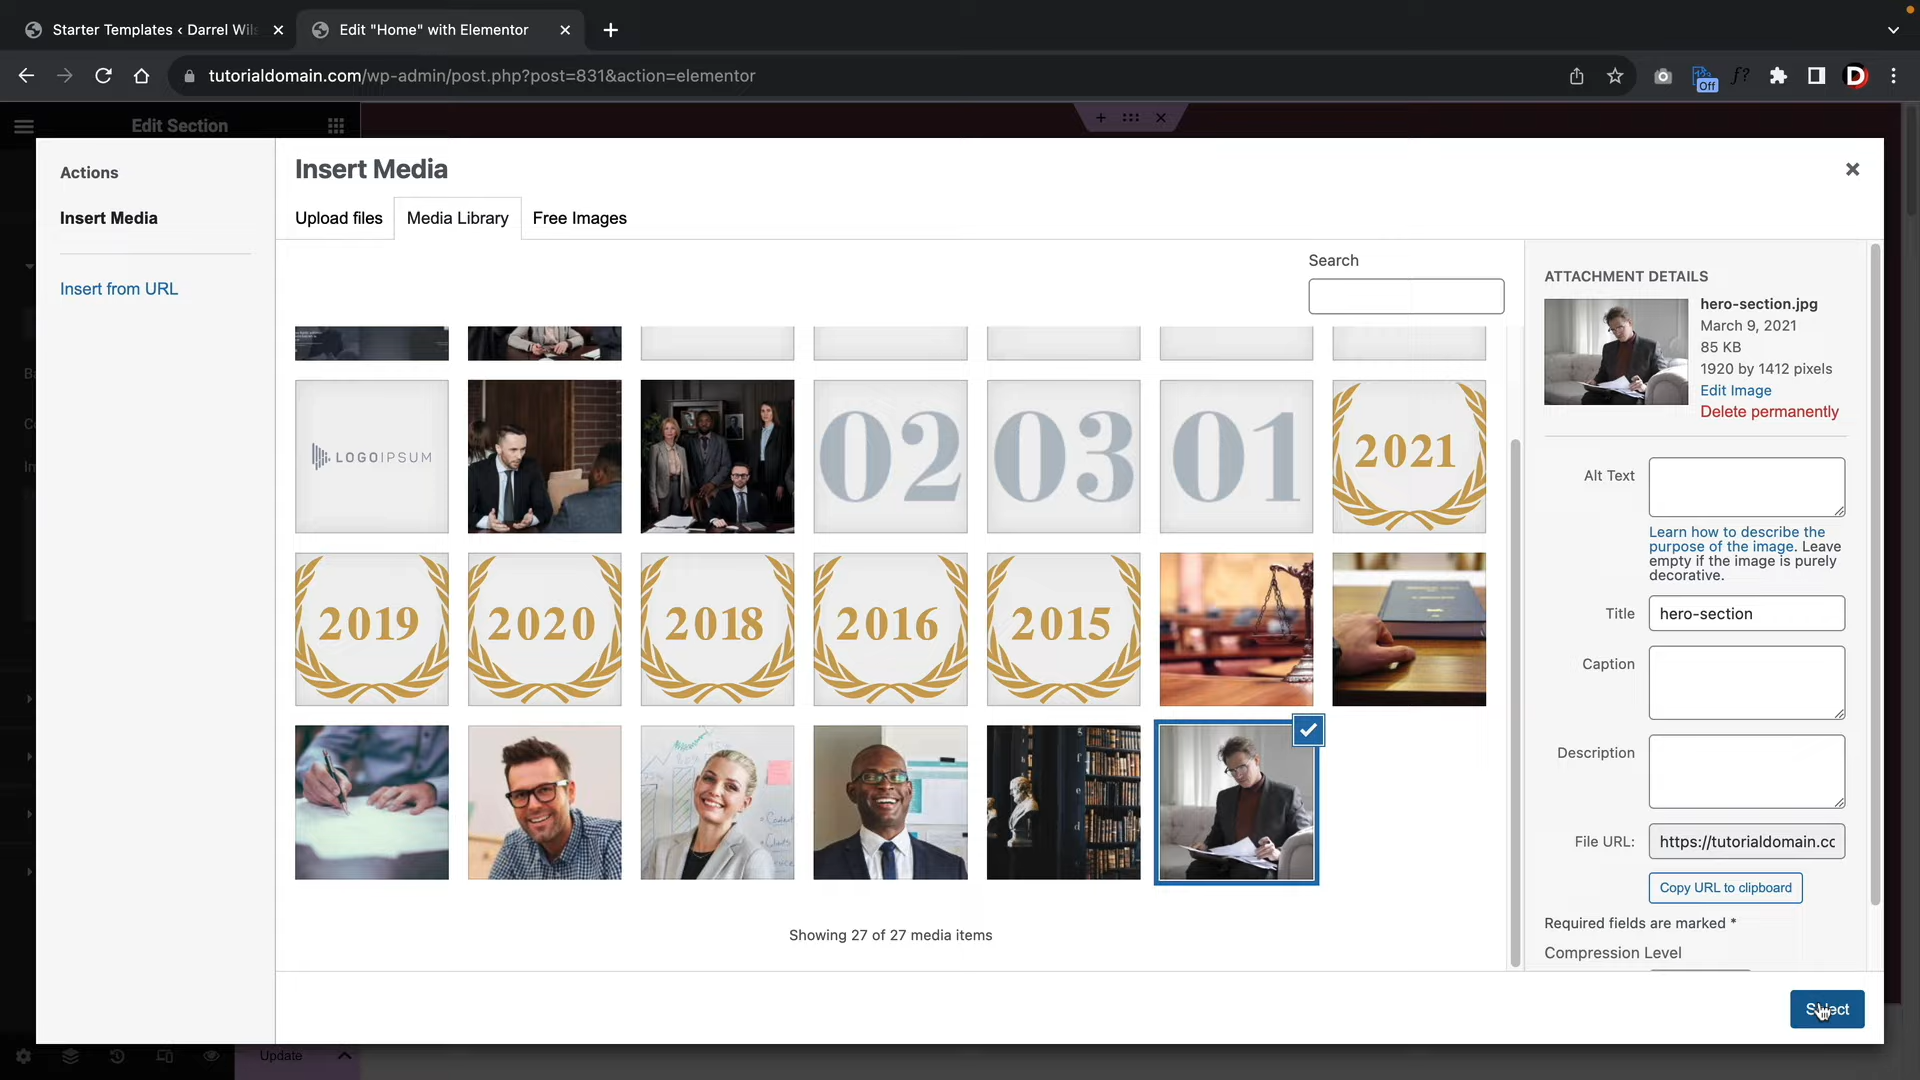 Starter Templates ‹ Darrel Wils
Edit "Home" with Elementor
tutorialdomain.com/wp-admin/post.php?post=831&action=elementor
f?
Off
D
Edit Section
Actions
Insert Media
Insert from URL
Insert Media
Upload files
Media Library
Free Images
Search
LOGOIPSUM
02
03
01
2021
2019
2020
2018
2016
2015
Showing 27 of 27 media items
ATTACHMENT DETAILS
hero-section.jpg
March 9, 2021
85 KB
1920 by 1412 pixels
Edit Image
Delete permanently
Alt Text
Learn how to describe the
purpose of the image. Leave
empty if the image is purely
decorative.
Title
hero-section
Caption
Description
File URL:
https://tutorialdomain.cc
Copy URL to clipboard
Required fields are marked *
Compression Level
Select
Update